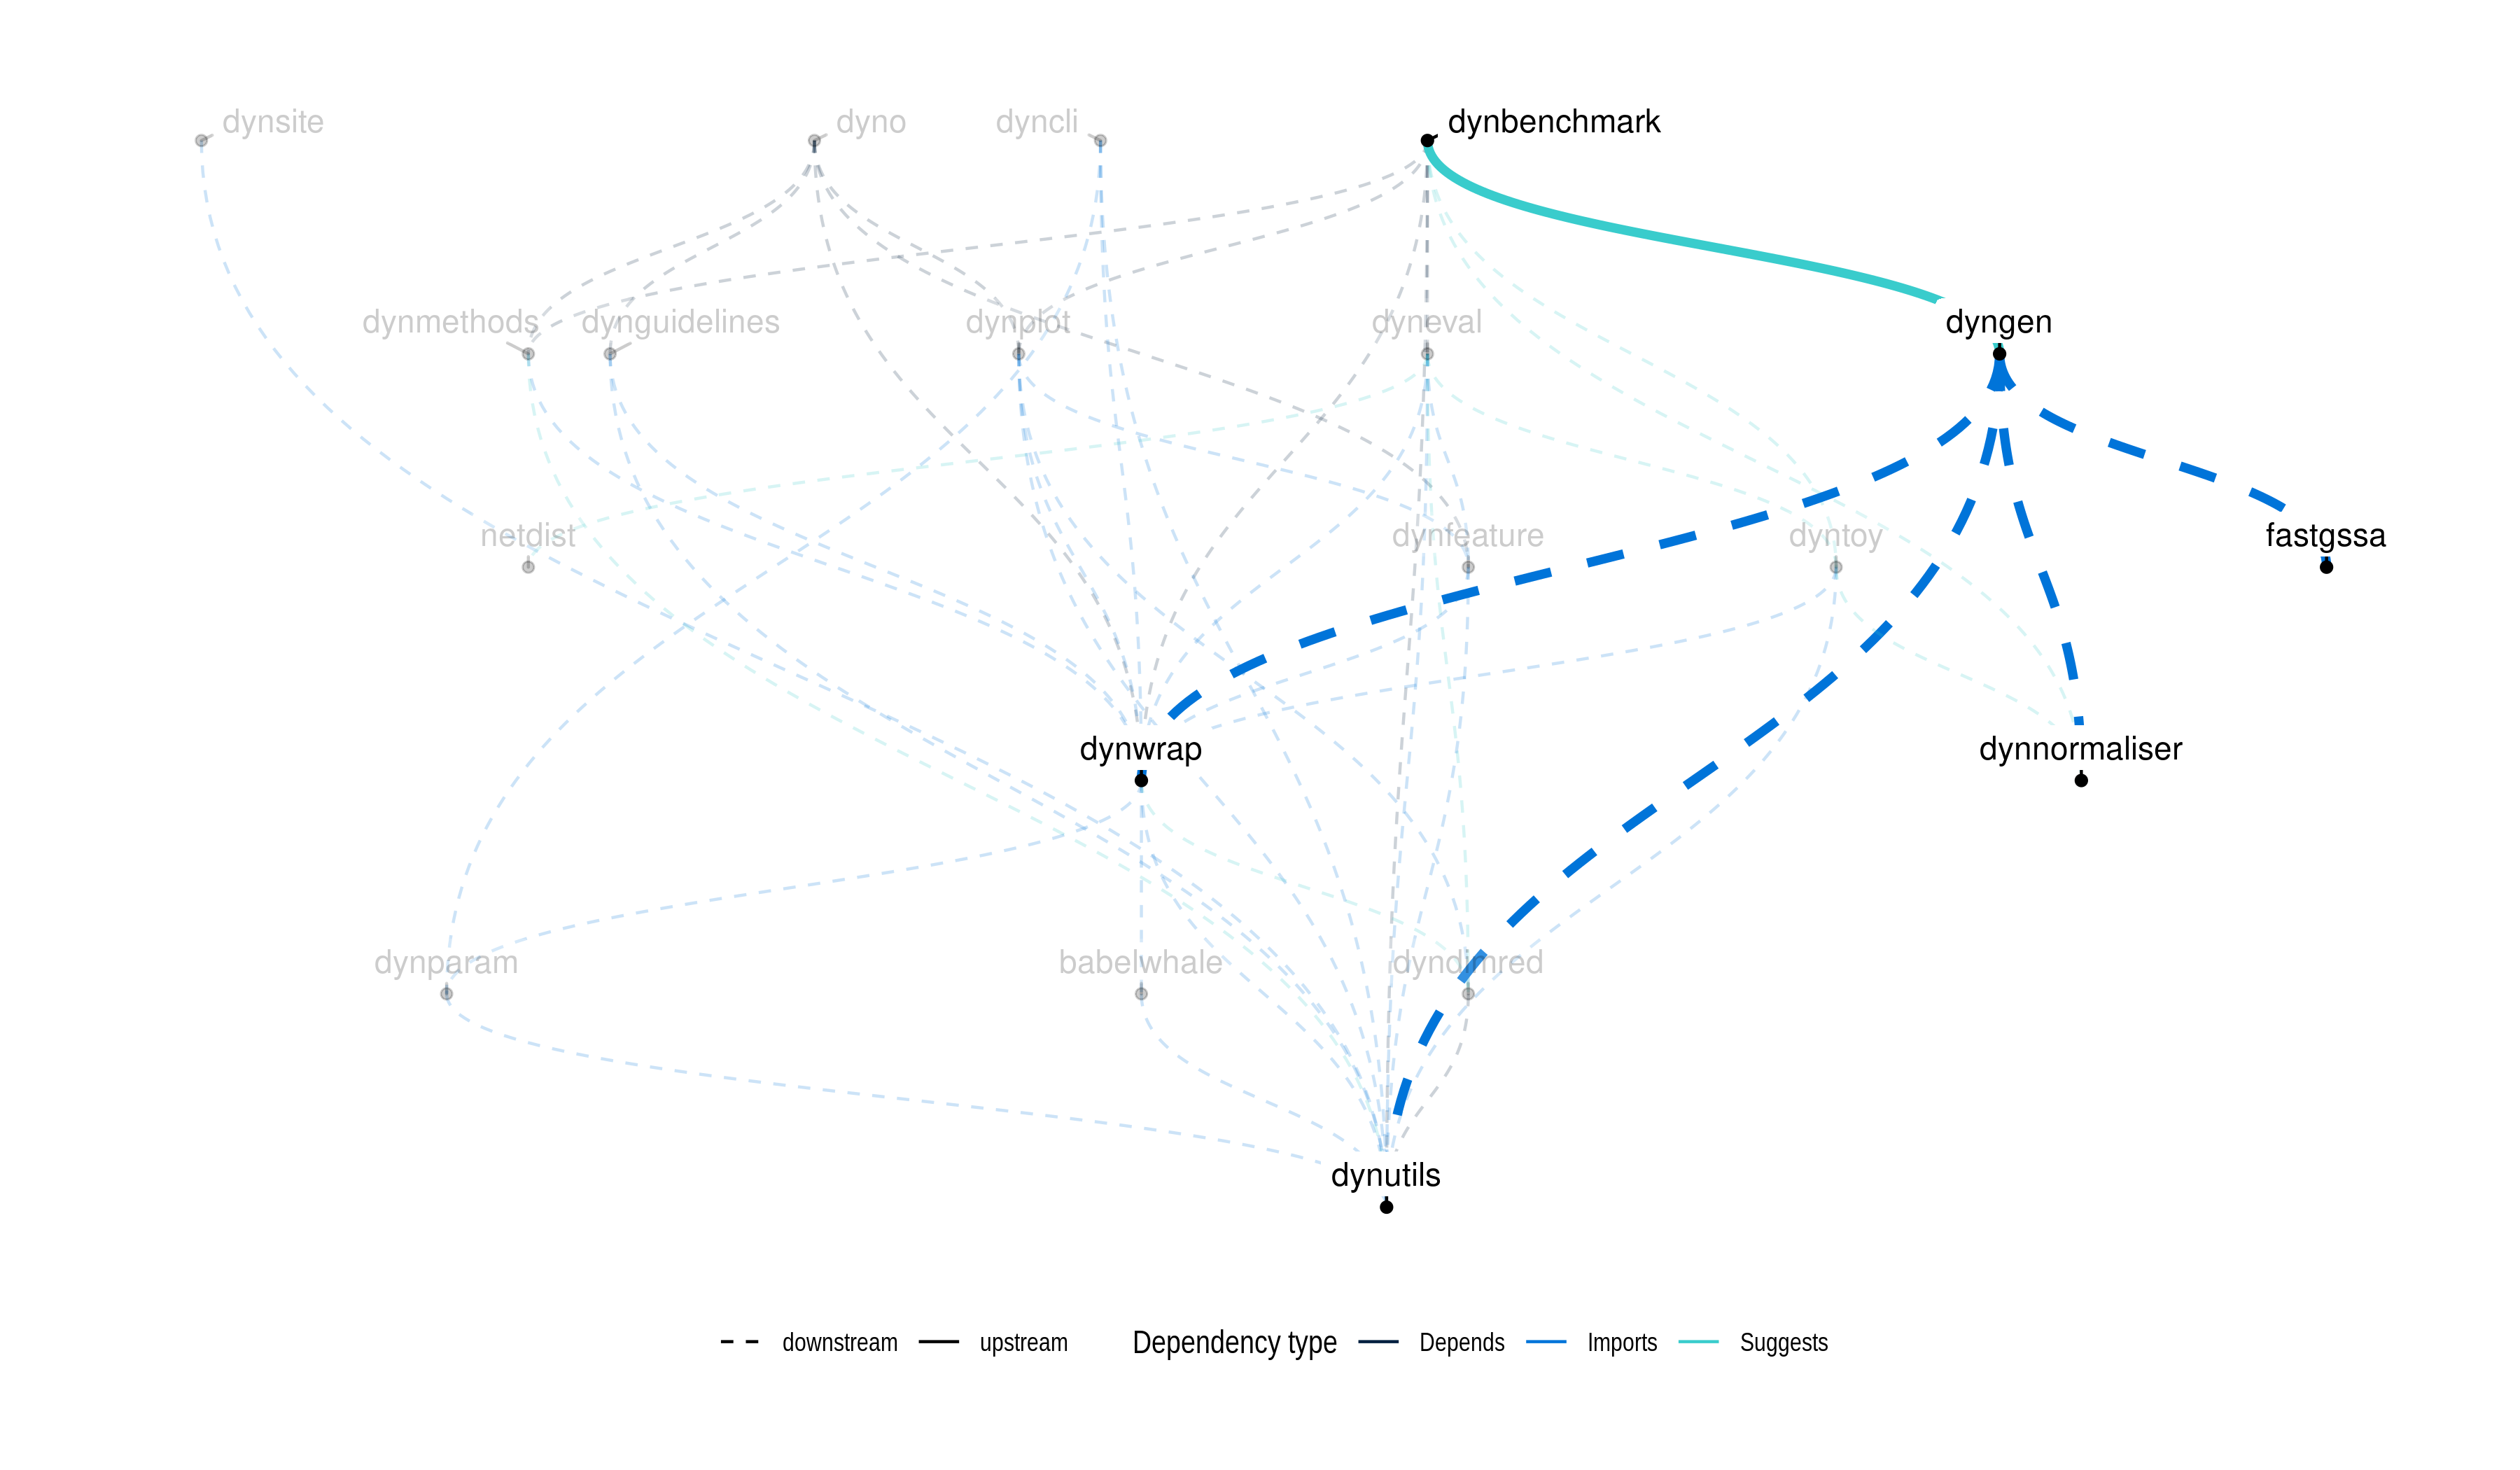 dynsite
dyno
dyncli
dynbenchmark
dynmethods
dynguidelines
dynplot
dyneval
dyngen
netdist
dynfeature
dyntoy
fastgssa
dynwrap
dynnormaliser
dynparam
babelwhale
dyndimred
dynutils
downstream upstream Dependency type Depends Imports Suggests